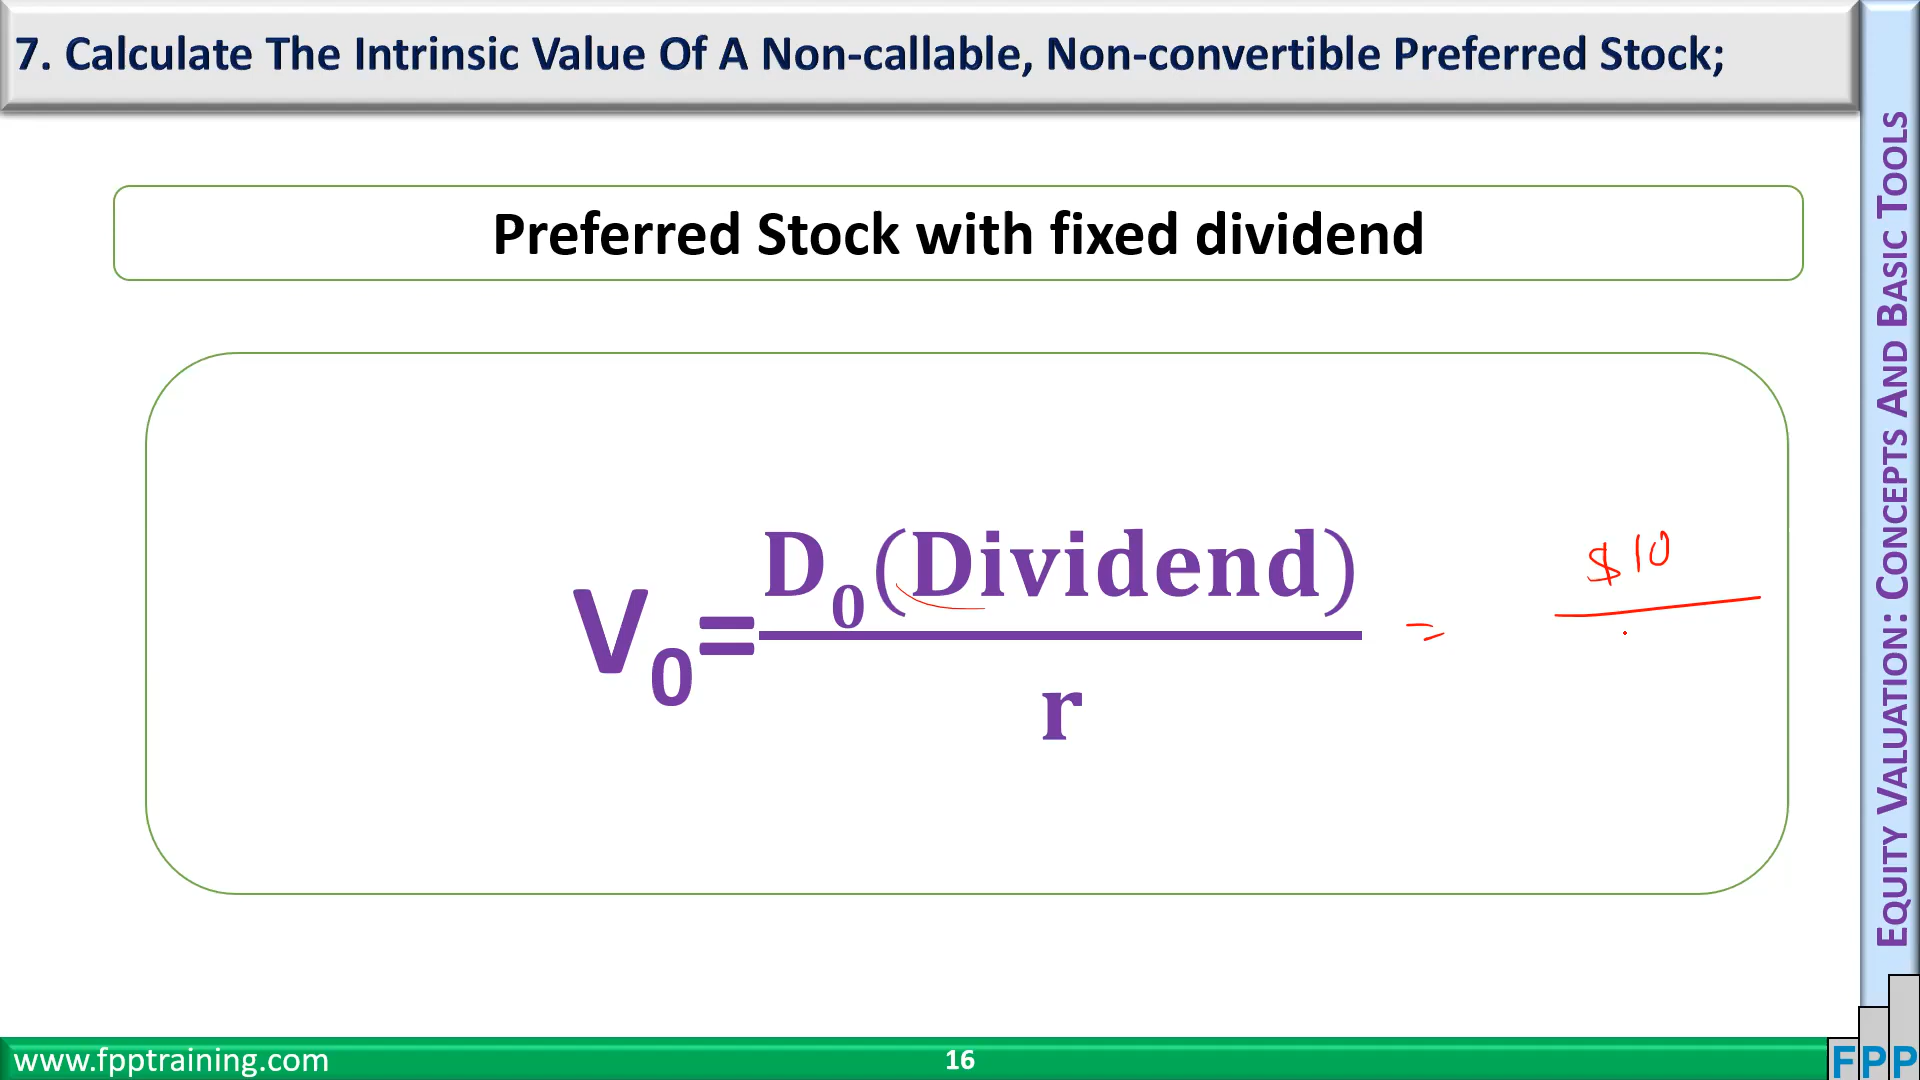 7. Calculate The Intrinsic Value Of A Non-callable, Non-convertible Preferred Stock;
Preferred Stock with fixed dividend
V₀= D₀(Dividend) = $10
r
EQUITY VALUATION: CONCEPTS AND BASIC TOOLS
www.fpptraining.com
16
FPP